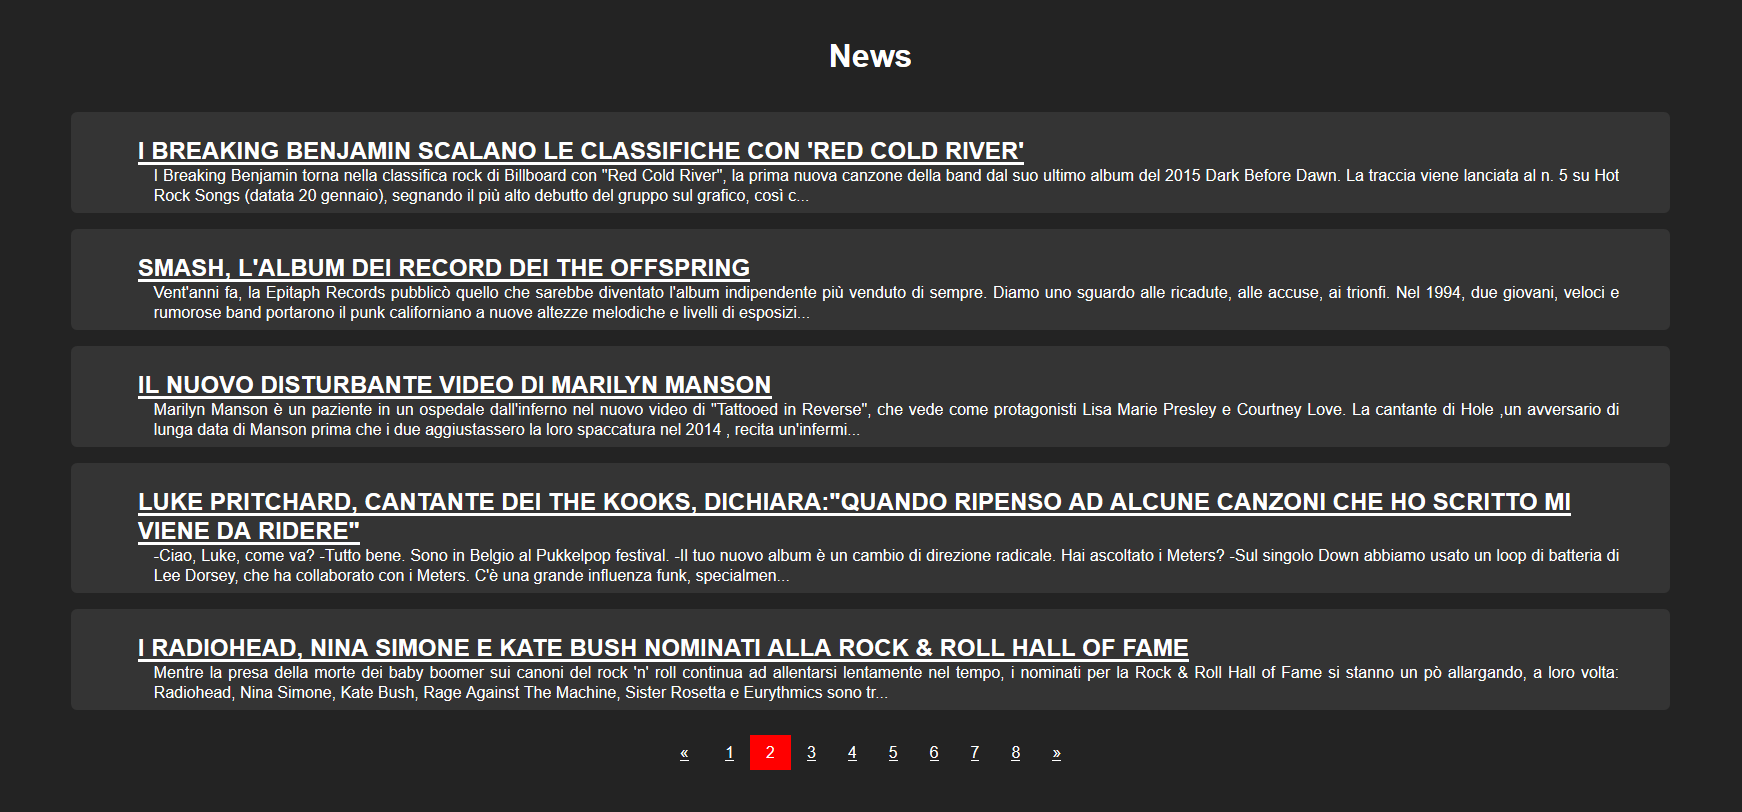 News
I BREAKING BENJAMIN SCALANO LE CLASSIFICHE CON 'RED COLD RIVER'
I Breaking Benjamin torna nella classifica rock di Billboard con "Red Cold River", la prima nuova canzone della band dal suo ultimo album del 2015 Dark Before Dawn. La traccia viene lanciata al n. 5 su Hot
Rock Songs (datata 20 gennaio), segnando il più alto debutto del gruppo sul grafico, così c...
SMASH, L'ALBUM DEI RECORD DEI THE OFFSPRING
Vent'anni fa, la Epitaph Records pubblicò quello che sarebbe diventato l'album indipendente più venduto di sempre. Diamo uno sguardo alle ricadute, alle accuse, ai trionfi. Nel 1994, due giovani, veloci e
rumorose band portarono il punk californiano a nuove altezze melodiche e livelli di esposizi...
IL NUOVO DISTURBANTE VIDEO DI MARILYN MANSON
Marilyn Manson è un paziente in un ospedale dall'inferno nel nuovo video di "Tattooed in Reverse", che vede come protagonisti Lisa Marie Presley e Courtney Love. La cantante di Hole ,un avversario di
lunga data di Manson prima che i due aggiustassero la loro spaccatura nel 2014 , recita un'infermi...
LUKE PRITCHARD, CANTANTE DEI THE KOOKS, DICHIARA:"QUANDO RIPENSO AD ALCUNE CANZONI CHE HO SCRITTO MI
VIENE DA RIDERE"
-Ciao, Luke, come va? -Tutto bene. Sono in Belgio al Pukkelpop festival. -Il tuo nuovo album è un cambio di direzione radicale. Hai ascoltato i Meters? -Sul singolo Down abbiamo usato un loop di batteria di
Lee Dorsey, che ha collaborato con i Meters. C'è una grande influenza funk, specialmen...
I RADIOHEAD, NINA SIMONE E KATE BUSH NOMINATI ALLA ROCK & ROLL HALL OF FAME
Mentre la presa della morte dei baby boomer sui canoni del rock 'n' roll continua ad allentarsi lentamente nel tempo, i nominati per la Rock & Roll Hall of Fame si stanno un pò allargando, a loro volta:
Radiohead, Nina Simone, Kate Bush, Rage Against The Machine, Sister Rosetta e Eurythmics sono tr...
« 1 2 3 4 5 6 7 8 »